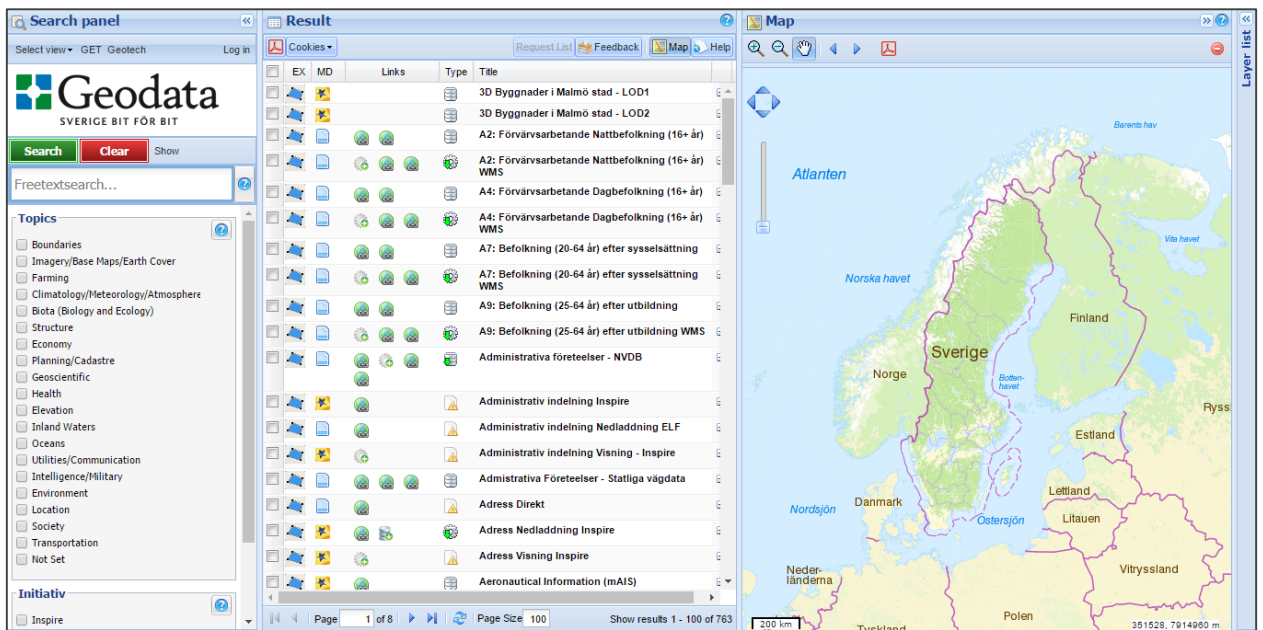 Search panel
Select view GET Geotech Log in
Geodata
SVERIGE BIT FÖR BIT
Search Clear Show
Freetextsearch...
Topics
Boundaries
Imagery/Base Maps/Earth Cover
Farming
Climatology/Meteorology/Atmosphere
Biota (Biology and Ecology)
Structure
Economy
Planning/Cadastre
Geoscientific
Health
Elevation
Inland Waters
Oceans
Utilities/Communication
Intelligence/Military
Environment
Location
Society
Transportation
Not Set
Initiativ
Inspire
Result
Cookies Request List Feedback Map Help
EX MD Links Type Title
3D Byggnader i Malmö stad - LOD1
3D Byggnader i Malmö stad - LOD2
A2: Förvärvsarbetande Nattbefolkning (16+ år)
A2: Förvärvsarbetande Nattbefolkning (16+ år)
WMS
A4: Förvärvsarbetande Dagbefolkning (16+ år)
A4: Förvärvsarbetande Dagbefolkning (16+ år)
WMS
A7: Befolkning (20-64 år) efter sysselsättning
A7: Befolkning (20-64 år) efter sysselsättning
WMS
A9: Befolkning (25-64 år) efter utbildning
A9: Befolkning (25-64 år) efter utbildning WMS
Administrativa företeelser - NVDB
Administrativ indelning Inspire
Administrativ indelning Nedladdning ELF
Administrativ indelning Visning - Inspire
Admistrativa Företeelser - Statliga vägdata
Adress Direkt
Adress Nedladdning Inspire
Adress Visning Inspire
Aeronautical Information (mAIS)
Page 1 of 8 Page Size 100 Show results 1 - 100 of 763
Map
Layer list
Barents hav
Atlanten
Vita havet
Norska havet
Finland
Sverige
Norge
Botten-
havet
Ryss
Estland
Lettland
Danmark
Nordsjön
Östersjön
Litauen
Neder-
länderna
Vitryssland
Polen
Tyskland
200 km
351528, 7914960 m